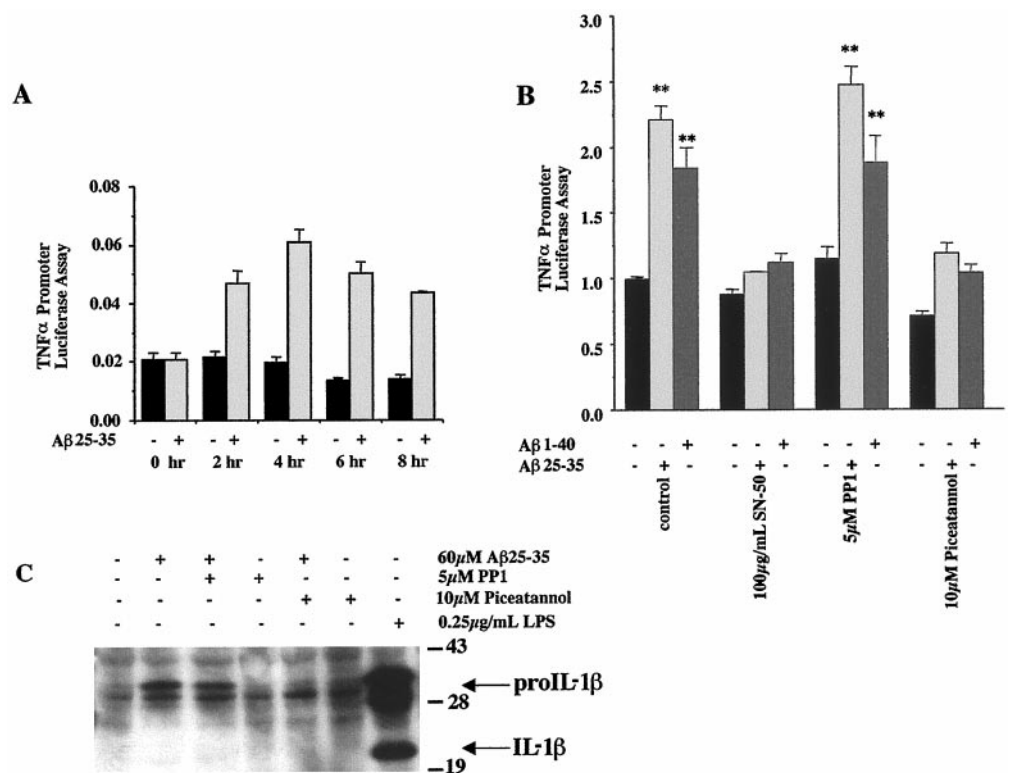 A
TNFα Promoter
Luciferase Assay
0.08
0.06
0.04
0.02
0.00
Aβ 25-35 - + - + - + - + - +
0 hr 2 hr 4 hr 6 hr 8 hr
B
TNFα Promoter
Luciferase Assay
3.0
2.5
2.0
1.5
1.0
0.5
0.0
** ** ** **
Aβ 1-40 - - + - - + - - + - - +
Aβ 25-35 - + - - + - - + - - + -
control
100µg/mL SN-50
5µM PP1
10µM Piceatannol
C
- + + - + - - 60µM Aβ25-35
- - + + - - - 5µM PP1
- - - - + + - 10µM Piceatannol
- - - - - - + 0.25µg/mL LPS
43
proIL-1β
28
IL-1β
19